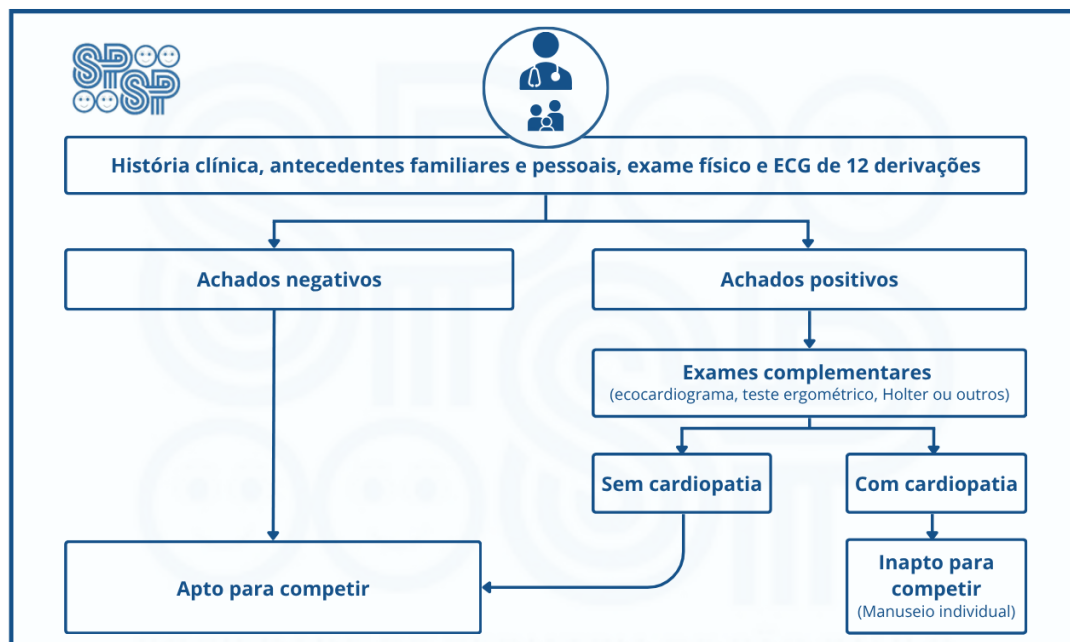 SPSP
História clínica, antecedentes familiares e pessoais, exame físico e ECG de 12 derivações
Achados negativos
Achados positivos
Exames complementares
(ecocardiograma, teste ergométrico, Holter ou outros)
Sem cardiopatia
Com cardiopatia
Apto para competir
Inapto para
competir
(Manuseio individual)